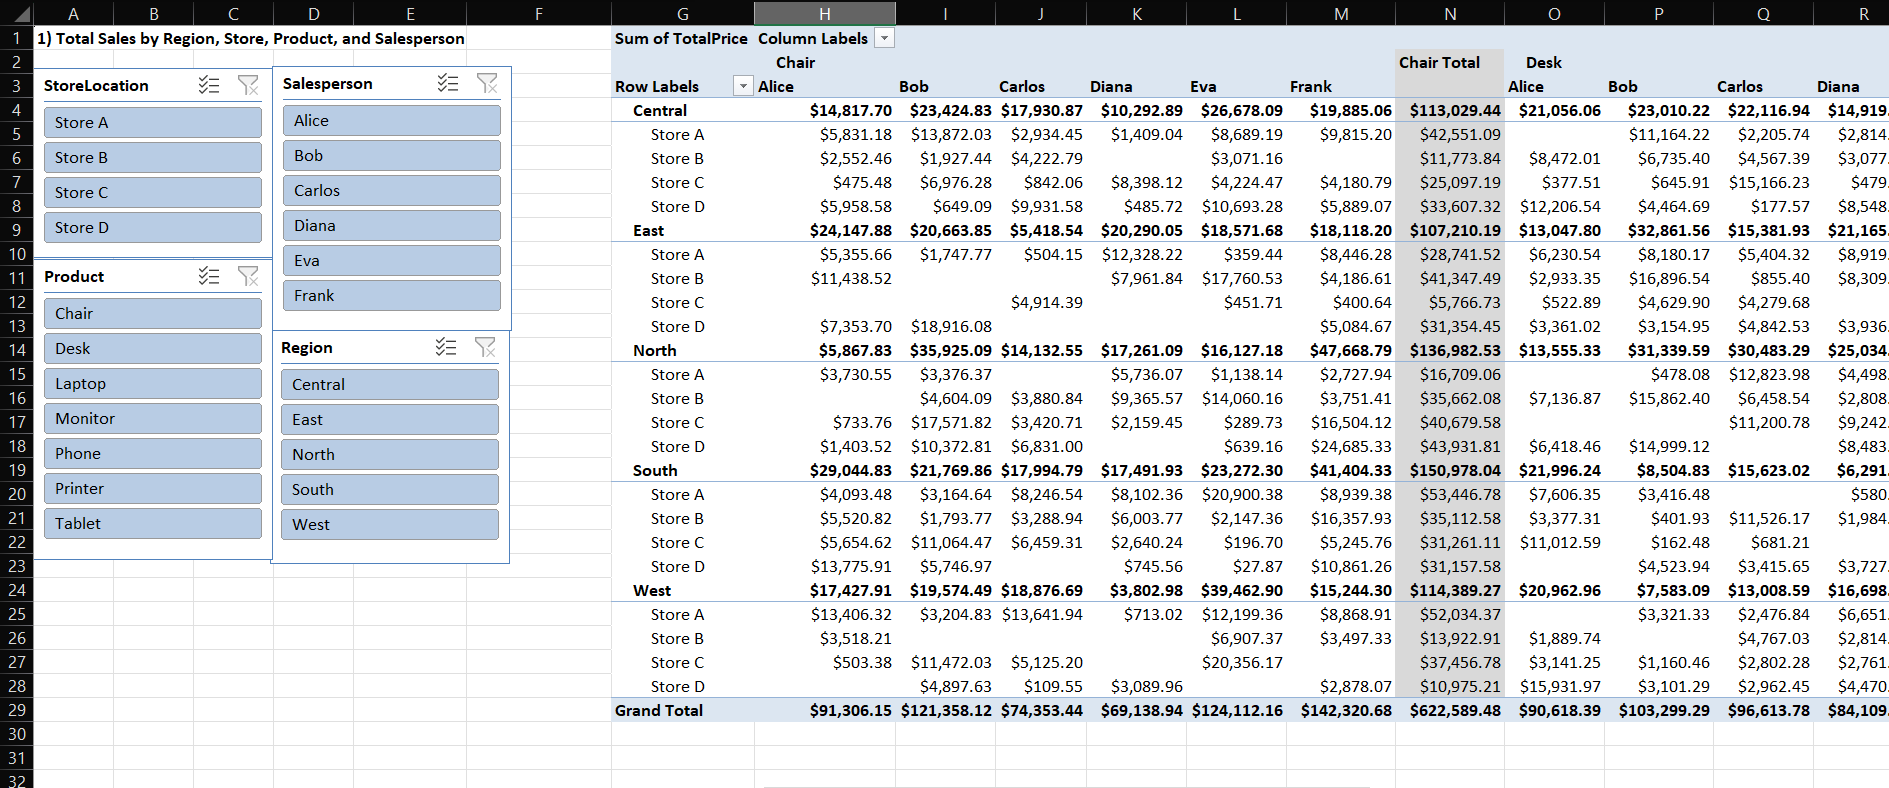 A B C D E F G H I J K L M N O P Q R
1 1) Total Sales by Region, Store, Product, and Salesperson Sum of TotalPrice Column Labels
2 Chair Chair Total Desk
3 Row Labels Alice Bob Carlos Diana Eva Frank Alice Bob Carlos Diana
4 Central $14,817.70 $23,424.83 $17,930.87 $10,292.89 $26,678.09 $19,885.06 $113,029.44 $21,056.06 $23,010.22 $22,116.94 $14,919.
5 Store A $5,831.18 $13,872.03 $2,934.45 $1,409.04 $8,689.19 $9,815.20 $42,551.09 $11,164.22 $2,205.74 $2,814.
6 Store B $2,552.46 $1,927.44 $4,222.79 $3,071.16 $11,773.84 $8,472.01 $6,735.40 $4,567.39 $3,077.
7 Store C $475.48 $6,976.28 $842.06 $8,398.12 $4,224.47 $4,180.79 $25,097.19 $377.51 $645.91 $15,166.23 $479.
8 Store D $5,958.58 $649.09 $9,931.58 $485.72 $10,693.28 $5,889.07 $33,607.32 $12,206.54 $4,464.69 $177.57 $8,548.
9 East $24,147.88 $20,663.85 $5,418.54 $20,290.05 $18,571.68 $18,118.20 $107,210.19 $13,047.80 $32,861.56 $15,381.93 $21,165.
10 Store A $5,355.66 $1,747.77 $504.15 $12,328.22 $359.44 $8,446.28 $28,741.52 $6,230.54 $8,180.17 $5,404.32 $8,919.
11 Store B $11,438.52 $7,961.84 $17,760.53 $4,186.61 $41,347.49 $2,933.35 $16,896.54 $855.40 $8,309.
12 Store C $4,914.39 $451.71 $400.64 $5,766.73 $522.89 $4,629.90 $4,279.68
13 Store D $7,353.70 $18,916.08 $5,084.67 $31,354.45 $3,361.02 $3,154.95 $4,842.53 $3,936.
14 North $5,867.83 $35,925.09 $14,132.55 $17,261.09 $16,127.18 $47,668.79 $136,982.53 $13,555.33 $31,339.59 $30,483.29 $25,034.
15 Store A $3,730.55 $3,376.37 $5,736.07 $1,138.14 $2,727.94 $16,709.06 $478.08 $12,823.98 $4,498.
16 Store B $4,604.09 $3,880.84 $9,365.57 $14,060.16 $3,751.41 $35,662.08 $7,136.87 $15,862.40 $6,458.54 $2,808.
17 Store C $733.76 $17,571.82 $3,420.71 $2,159.45 $289.73 $16,504.12 $40,679.58 $11,200.78 $9,242.
18 Store D $1,403.52 $10,372.81 $6,831.00 $639.16 $24,685.33 $43,931.81 $6,418.46 $14,999.12 $8,483.
19 South $29,044.83 $21,769.86 $17,994.79 $17,491.93 $23,272.30 $41,404.33 $150,978.04 $21,996.24 $8,504.83 $15,623.02 $6,291.
20 Store A $4,093.48 $3,164.64 $8,246.54 $8,102.36 $20,900.38 $8,939.38 $53,446.78 $7,606.35 $3,416.48 $580.
21 Store B $5,520.82 $1,793.77 $3,288.94 $6,003.77 $2,147.36 $16,357.93 $35,112.58 $3,377.31 $401.93 $11,526.17 $1,984.
22 Store C $5,654.62 $11,064.47 $6,459.31 $2,640.24 $196.70 $5,245.76 $31,261.11 $11,012.59 $162.48 $681.21
23 Store D $13,775.91 $5,746.97 $745.56 $27.87 $10,861.26 $31,157.58 $4,523.94 $3,415.65 $3,727.
24 West $17,427.91 $19,574.49 $18,876.69 $3,802.98 $39,462.90 $15,244.30 $114,389.27 $20,962.96 $7,583.09 $13,008.59 $16,698.
25 Store A $13,406.32 $3,204.83 $13,641.94 $713.02 $12,199.36 $8,868.91 $52,034.37 $3,321.33 $2,476.84 $6,651.
26 Store B $3,518.21 $6,907.37 $3,497.33 $13,922.91 $1,889.74 $4,767.03 $2,814.
27 Store C $503.38 $11,472.03 $5,125.20 $20,356.17 $37,456.78 $3,141.25 $1,160.46 $2,802.28 $2,761.
28 Store D $4,897.63 $109.55 $3,089.96 $2,878.07 $10,975.21 $15,931.97 $3,101.29 $2,962.45 $4,470.
29 Grand Total $91,306.15 $121,358.12 $74,353.44 $69,138.94 $124,112.16 $142,320.68 $622,589.48 $90,618.39 $103,299.29 $96,613.78 $84,109.
30
31
32
StoreLocation
Store A
Store B
Store C
Store D
Salesperson
Alice
Bob
Carlos
Diana
Eva
Frank
Product
Chair
Desk
Laptop
Monitor
Phone
Printer
Tablet
Region
Central
East
North
South
West